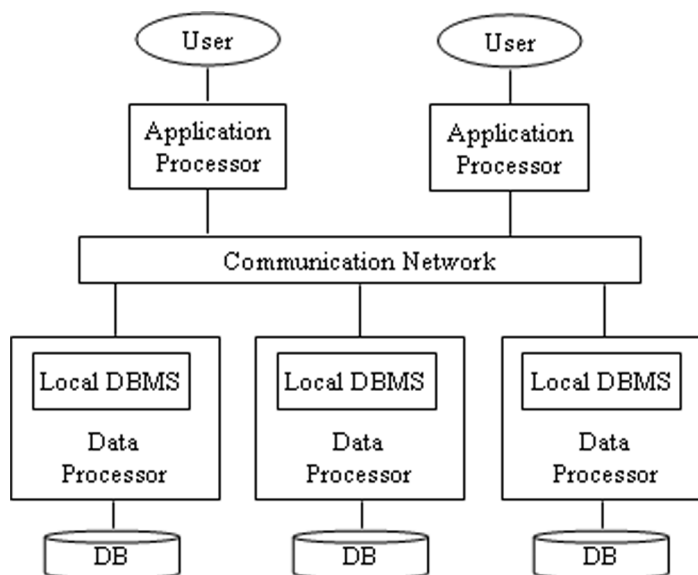 User
User
Application
Processor
Application
Processor
Communication Network
Local DBMS
Data
Processor
Local DBMS
Data
Processor
Local DBMS
Data
Processor
DB
DB
DB